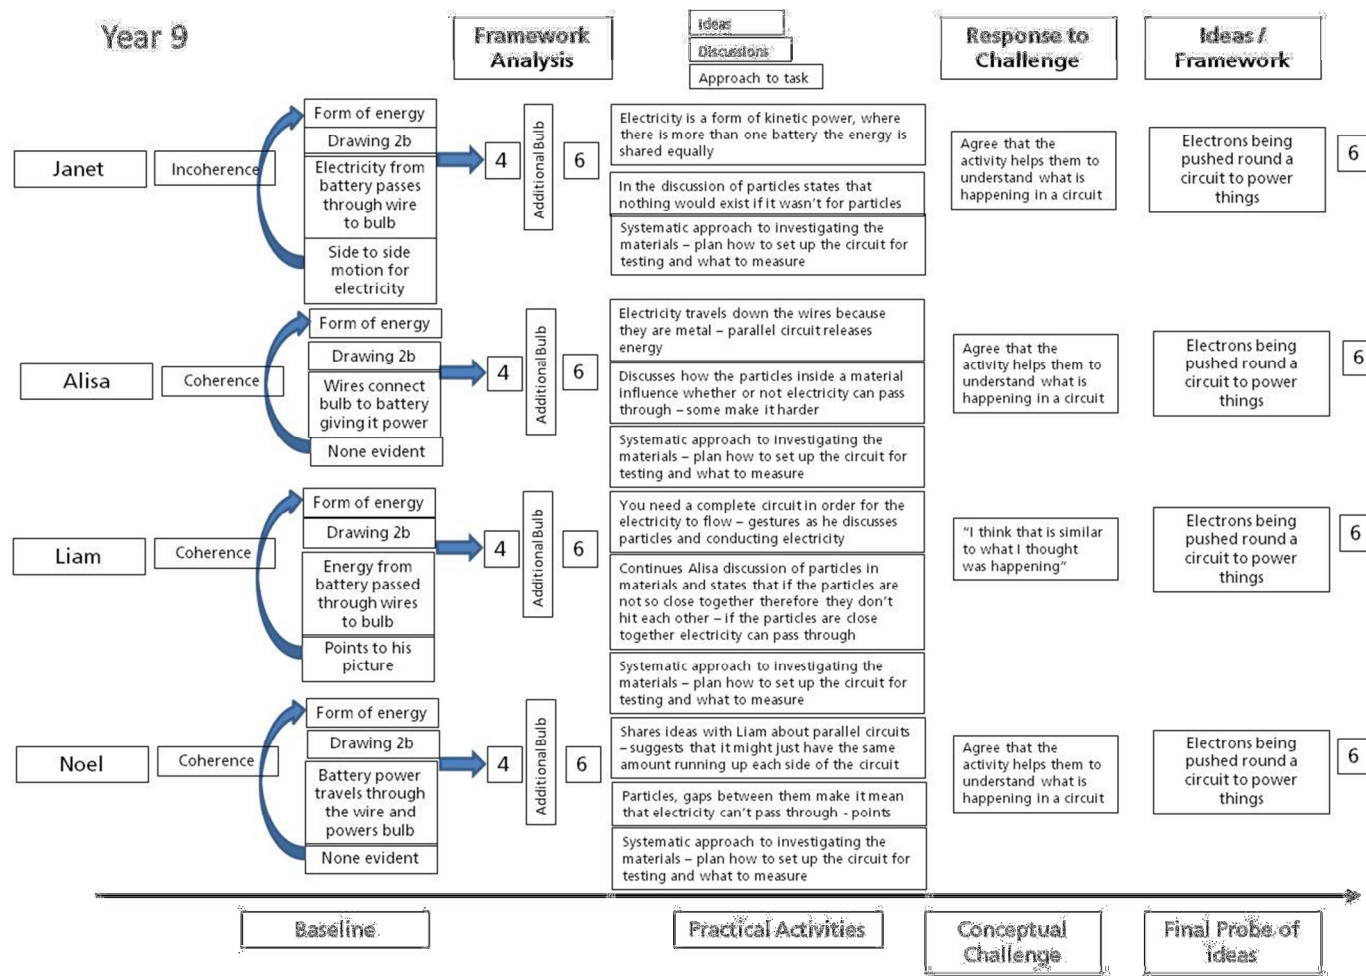 Year 9
Framework
Analysis
Ideas
Discussions
Approach to task
Response to
Challenge
Ideas /
Framework
Janet
Incoherence
Form of energy
Drawing 2b
Electricity from
battery passes
through wire
to bulb
Side to side
motion for
electricity
4
Additional Bulb
6
Electricity is a form of kinetic power, where
there is more than one battery the energy is
shared equally
In the discussion of particles states that
nothing would exist if it wasn't for particles
Systematic approach to investigating the
materials – plan how to set up the circuit for
testing and what to measure
Agree that the
activity helps them to
understand what is
happening in a circuit
Electrons being
pushed round a
circuit to power
things
6
Alisa
Coherence
Form of energy
Drawing 2b
Wires connect
bulb to battery
giving it power
None evident
4
Additional Bulb
6
Electricity travels down the wires because
they are metal – parallel circuit releases
energy
Discusses how the particles inside a material
influence whether or not electricity can pass
through – some make it harder
Systematic approach to investigating the
materials – plan how to set up the circuit for
testing and what to measure
Agree that the
activity helps them to
understand what is
happening in a circuit
Electrons being
pushed round a
circuit to power
things
6
Liam
Coherence
Form of energy
Drawing 2b
Energy from
battery passed
through wires
to bulb
Points to his
picture
4
Additional Bulb
6
You need a complete circuit in order for the
electricity to flow – gestures as he discusses
particles and conducting electricity
Continues Alisa discussion of particles in
materials and states that if the particles are
not so close together therefore they don't
hit each other – if the particles are close
together electricity can pass through
Systematic approach to investigating the
materials – plan how to set up the circuit for
testing and what to measure
"I think that is similar
to what I thought
was happening"
Electrons being
pushed round a
circuit to power
things
6
Noel
Coherence
Form of energy
Drawing 2b
Battery power
travels through
the wire and
powers bulb
None evident
4
Additional Bulb
6
Shares ideas with Liam about parallel circuits
– suggests that it might just have the same
amount running up each side of the circuit
Particles, gaps between them make it mean
that electricity can't pass through - points
Systematic approach to investigating the
materials – plan how to set up the circuit for
testing and what to measure
Agree that the
activity helps them to
understand what is
happening in a circuit
Electrons being
pushed round a
circuit to power
things
6
Baseline
Practical Activities
Conceptual
Challenge
Final Probe of
Ideas